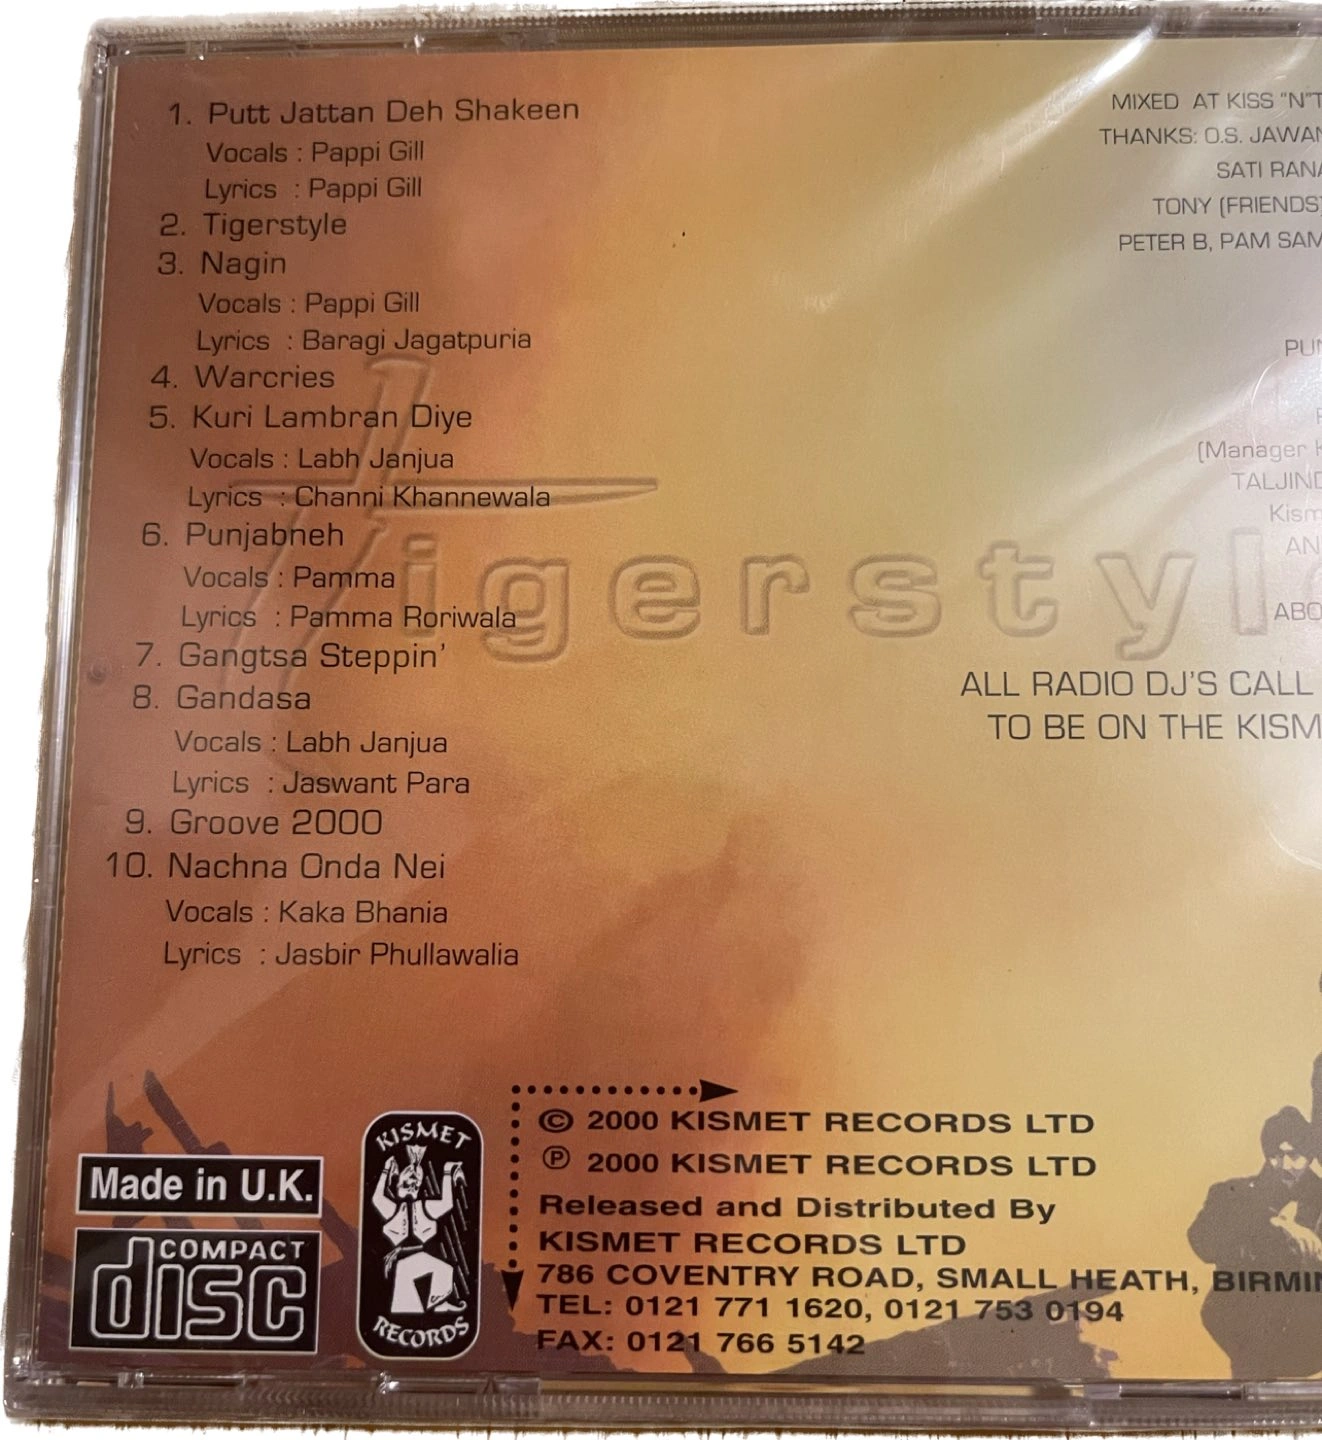 1. Putt Jattan Deh Shakeen
Vocals : Pappi Gill
Lyrics : Pappi Gill
2. Tigerstyle
3. Nagin
Vocals : Pappi Gill
Lyrics : Baragi Jagatpuria
4. Warcries
5. Kuri Lambran Diye
Vocals : Labh Janjua
Lyrics : Channi Khannewala
6. Punjabneh
Vocals : Pamma
Lyrics : Pamma Roriwala
7. Gangtsa Steppin'
8. Gandasa
Vocals : Labh Janjua
Lyrics : Jaswant Para
9. Groove 2000
10. Nachna Onda Nei
Vocals : Kaka Bhania
Lyrics : Jasbir Phullawalia
MIXED AT KISS "N"
THANKS: O.S.
SATI
TONY (FRIENDS)
PETER B, PAM
(Manager
tigerstyle
ALL RADIO DJ'S CALL
TO BE ON THE
Made in U.K.
COMPACT
disc
KISMET
RECORDS
© 2000 KISMET RECORDS LTD
℗ 2000 KISMET RECORDS LTD
Released and Distributed By
KISMET RECORDS LTD
786 COVENTRY ROAD, SMALL HEATH,
TEL: 0121 771 1620, 0121 753 0194
FAX: 0121 766 5142